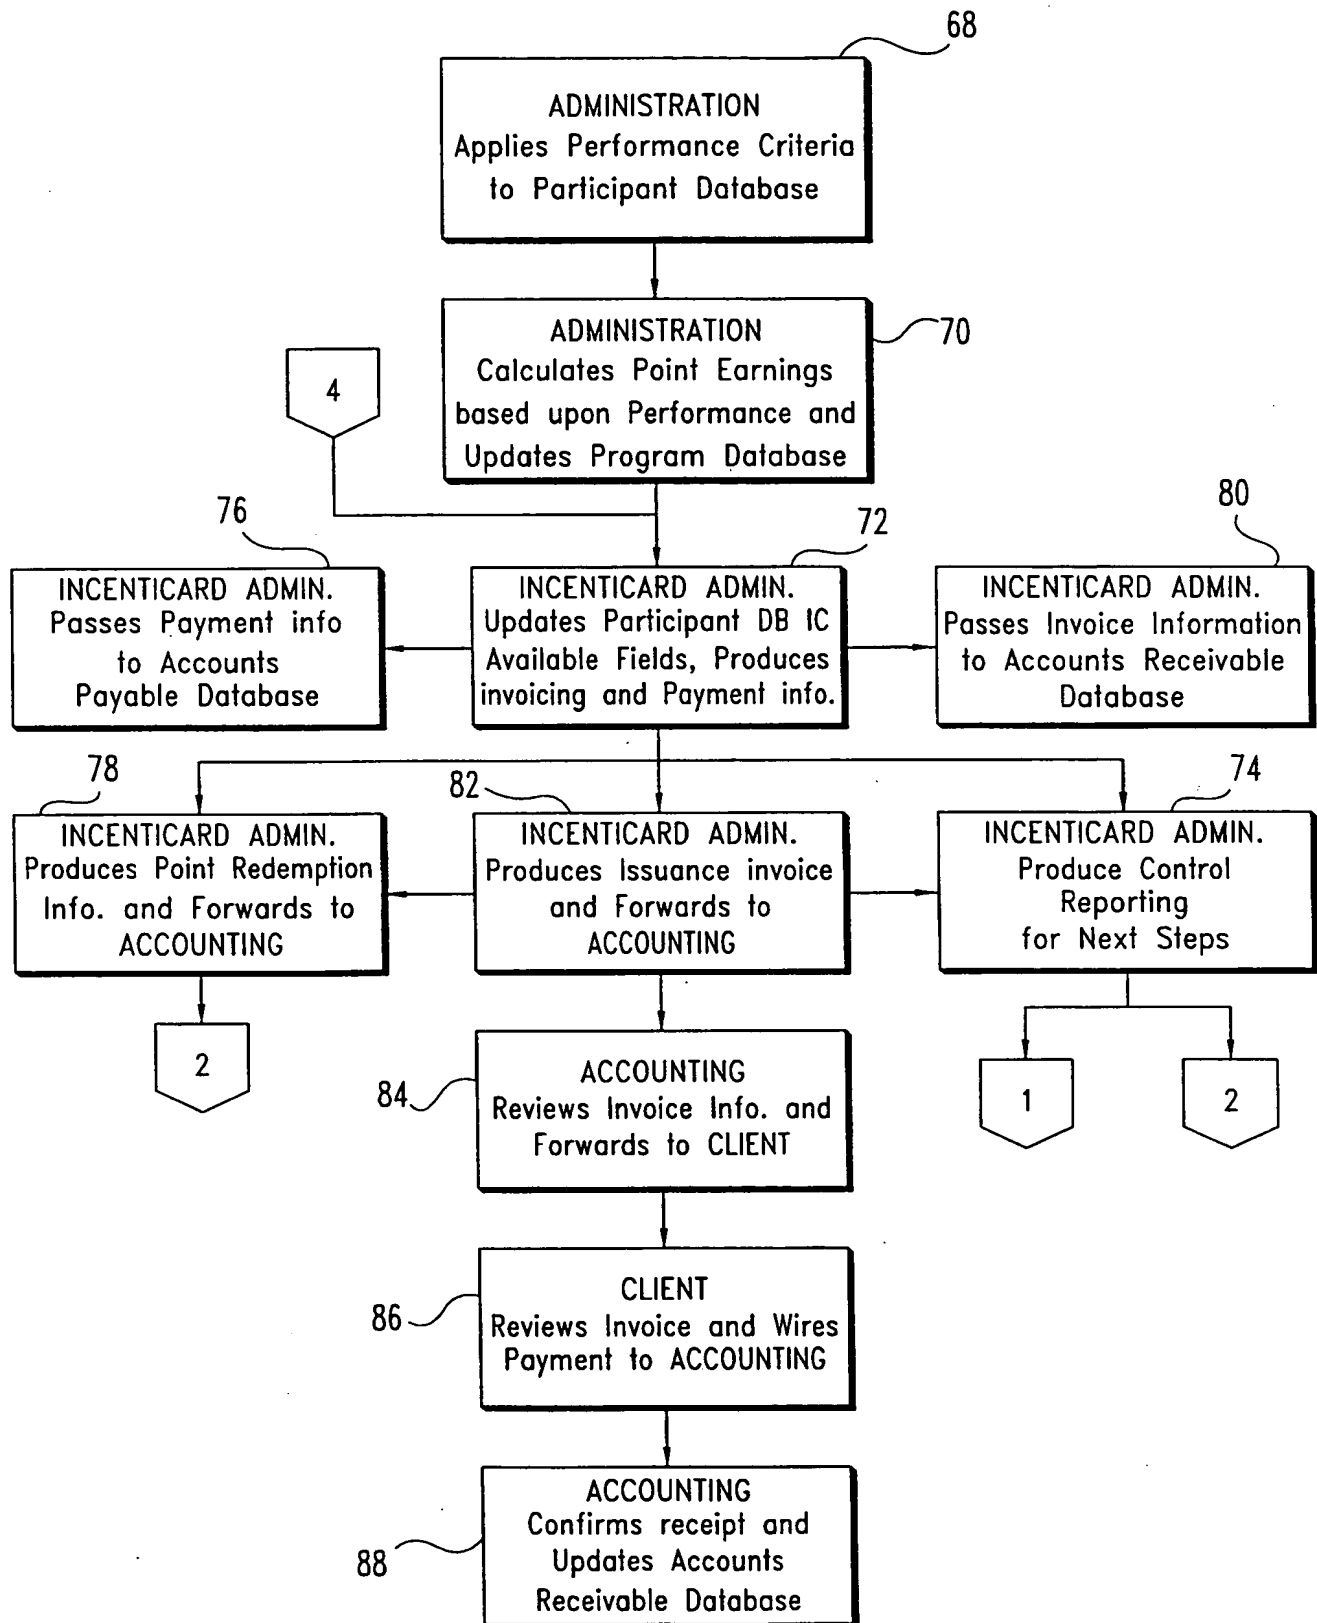 68
ADMINISTRATION
Applies Performance Criteria
to Participant Database
70
ADMINISTRATION
Calculates Point Earnings
based upon Performance and
Updates Program Database
4
76
INCENTICARD ADMIN.
Passes Payment info
to Accounts
Payable Database
72
INCENTICARD ADMIN.
Updates Participant DB IC
Available Fields, Produces
invoicing and Payment info.
80
INCENTICARD ADMIN.
Passes Invoice Information
to Accounts Receivable
Database
78
INCENTICARD ADMIN.
Produces Point Redemption
Info. and Forwards to
ACCOUNTING
82
INCENTICARD ADMIN.
Produces Issuance invoice
and Forwards to
ACCOUNTING
74
INCENTICARD ADMIN.
Produce Control
Reporting
for Next Steps
2
1
2
84
ACCOUNTING
Reviews Invoice Info. and
Forwards to CLIENT
86
CLIENT
Reviews Invoice and Wires
Payment to ACCOUNTING
88
ACCOUNTING
Confirms receipt and
Updates Accounts
Receivable Database